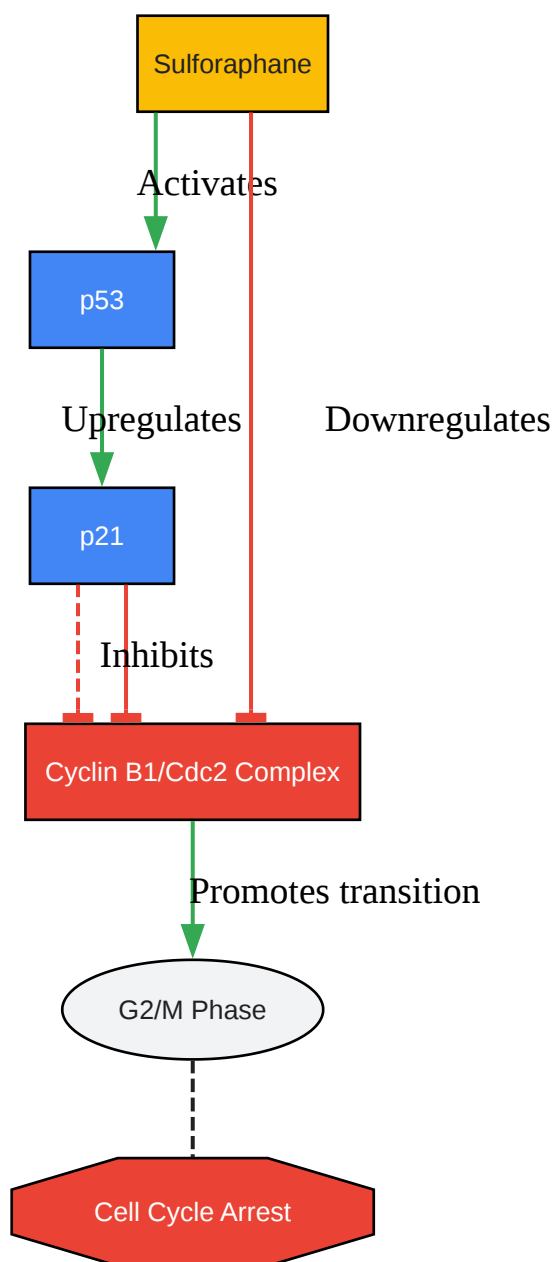 Sulforaphane
Activates
p53
Upregulates
Downregulates
p21
Inhibits
Cyclin B1/Cdc2 Complex
Promotes transition
G2/M Phase
Cell Cycle Arrest